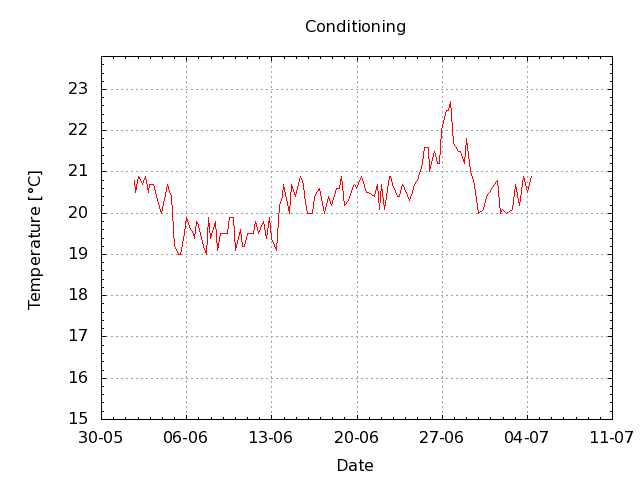 Conditioning
Temperature [°C]
23
22
21
20
19
18
17
16
15
30-05 06-06 13-06 20-06 27-06 04-07 11-07
Date